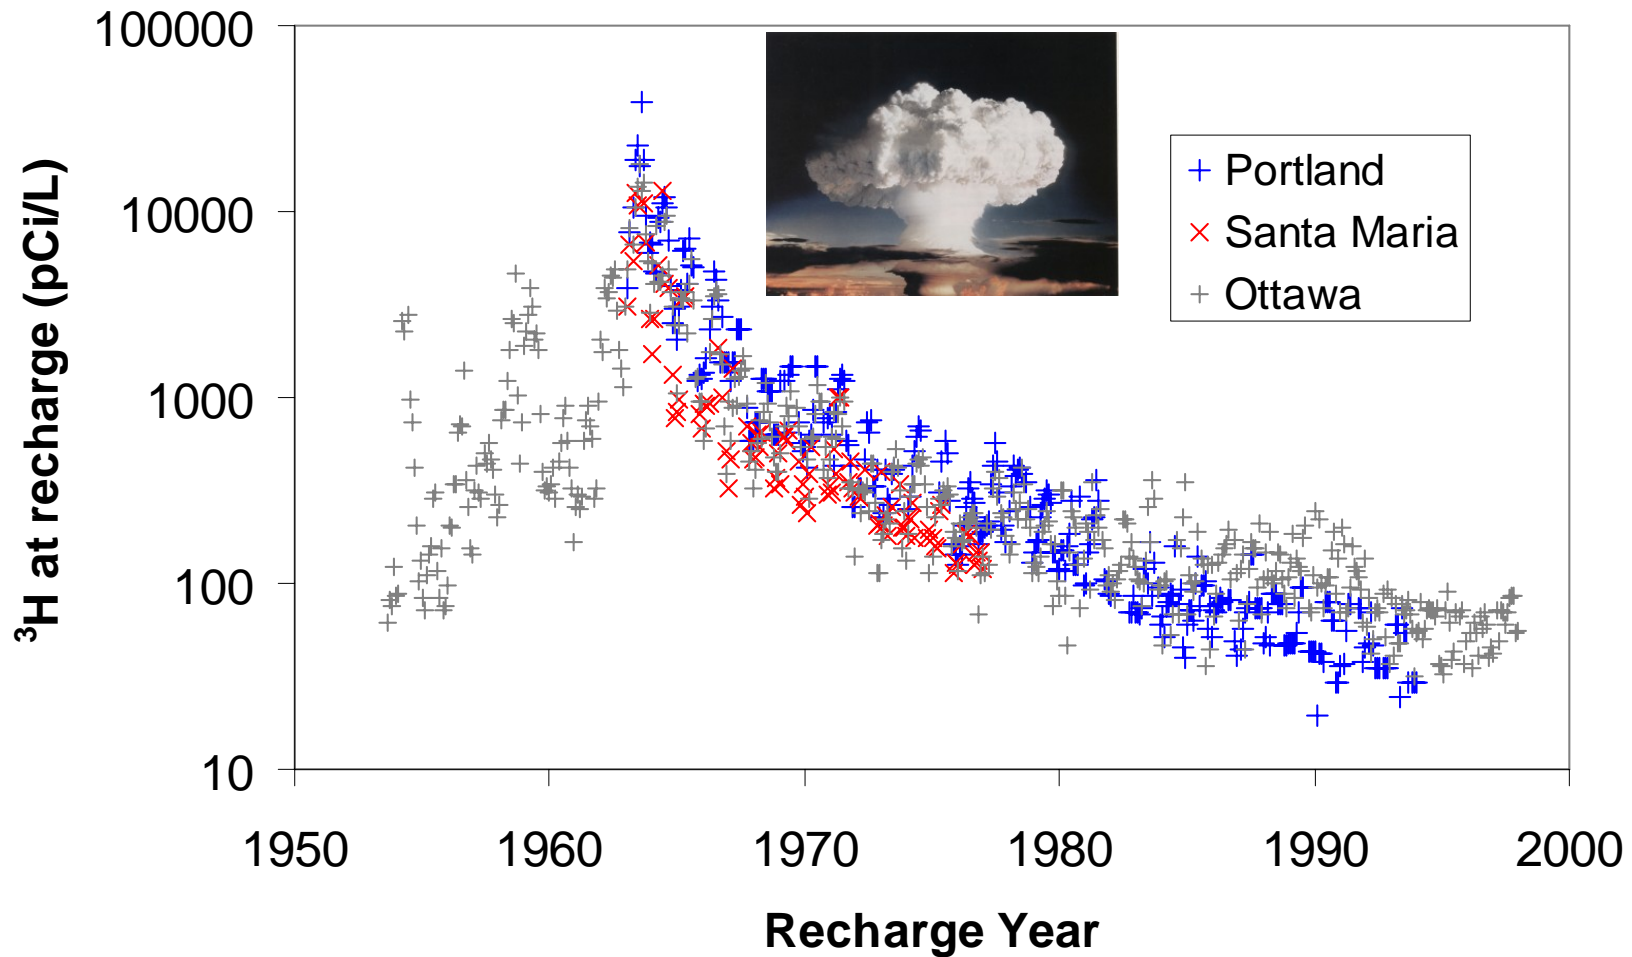 100000
10000
1000
100
10
³H at recharge (pCi/L)
Portland
Santa Maria
Ottawa
1950 1960 1970 1980 1990 2000
Recharge Year